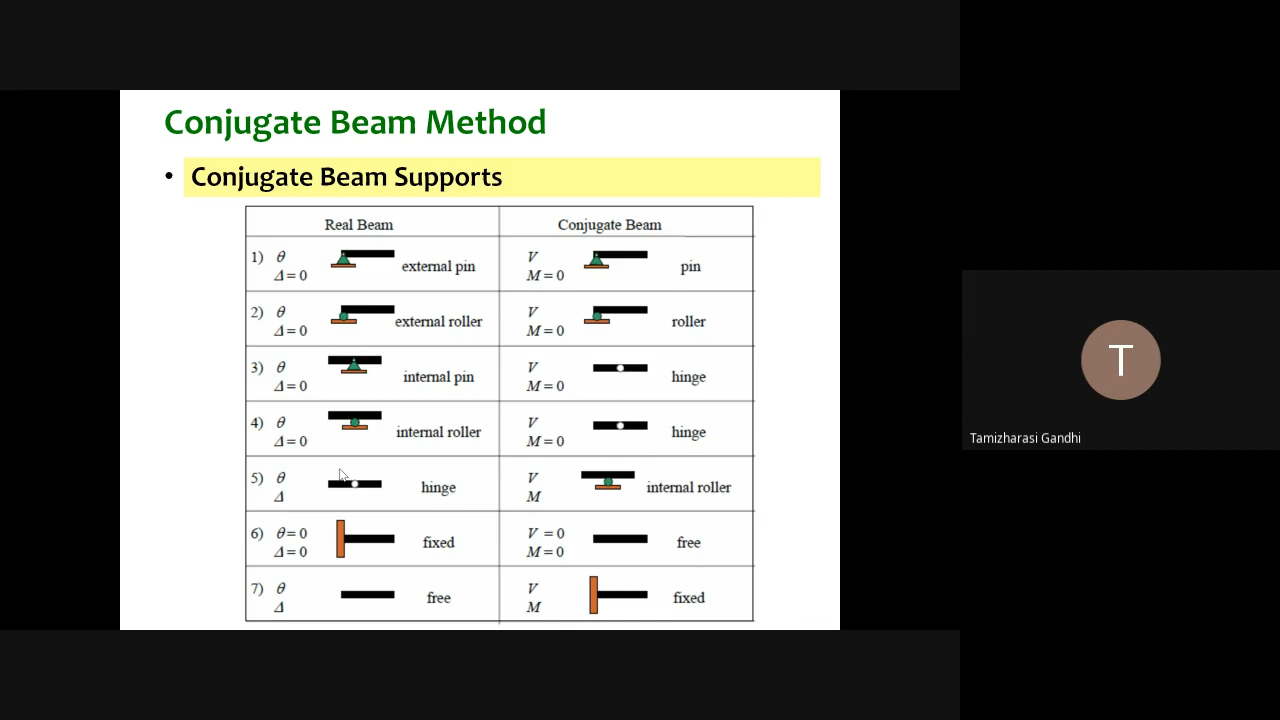 Conjugate Beam Method
• Conjugate Beam Supports
Real Beam Conjugate Beam
1) θ external pin V pin
Δ = 0 M = 0
2) θ external roller V roller
Δ = 0 M = 0
3) θ internal pin V hinge
Δ = 0 M = 0
4) θ internal roller V hinge
Δ = 0 M = 0
5) θ hinge V internal roller
Δ M
6) θ = 0 fixed V = 0 free
Δ = 0 M = 0
7) θ free V fixed
Δ M
T
Tamizharasi Gandhi